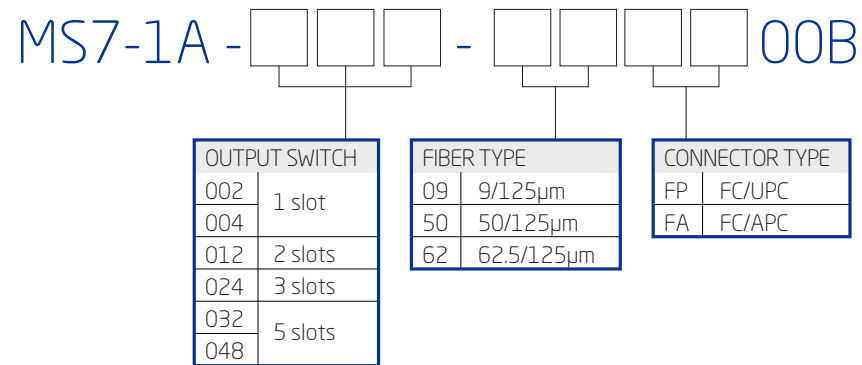 MS7-1A - - 00B
OUTPUT SWITCH
002
1 slot
004
012 2 slots
024 3 slots
032
5 slots
048
FIBER TYPE
09 9/125µm
50 50/125µm
62 62.5/125µm
CONNECTOR TYPE
FP FC/UPC
FA FC/APC